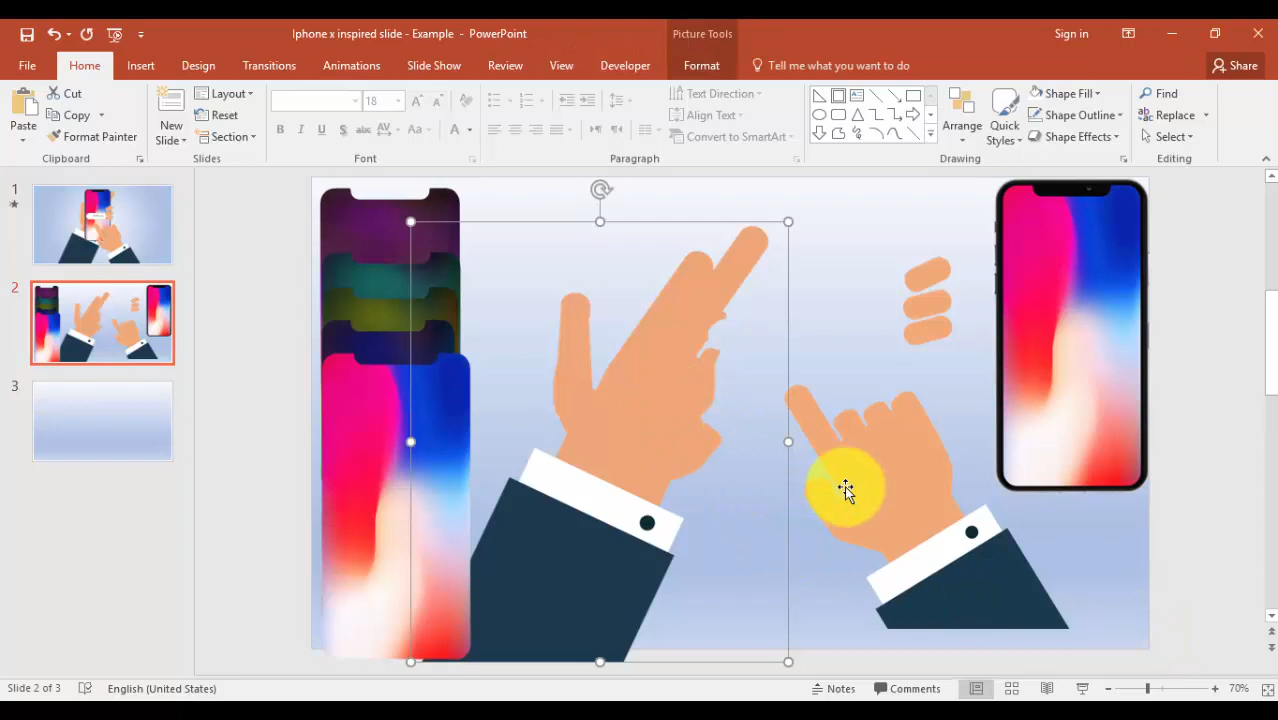 Iphone x inspired slide - Example - PowerPoint
Picture Tools
Sign in
File
Home
Insert
Design
Transitions
Animations
Slide Show
Review
View
Developer
Format
Tell me what you want to do
Share
Paste
Cut
Copy
Format Painter
Clipboard
New Slide
Layout
Reset
Section
Slides
18
B I U S abc AV Aa A
Font
Text Direction
Align Text
Convert to SmartArt
Paragraph
Arrange
Quick Styles
Shape Fill
Shape Outline
Shape Effects
Drawing
Find
Replace
Select
Editing
1
2
3
Slide 2 of 3
English (United States)
Notes
Comments
70%